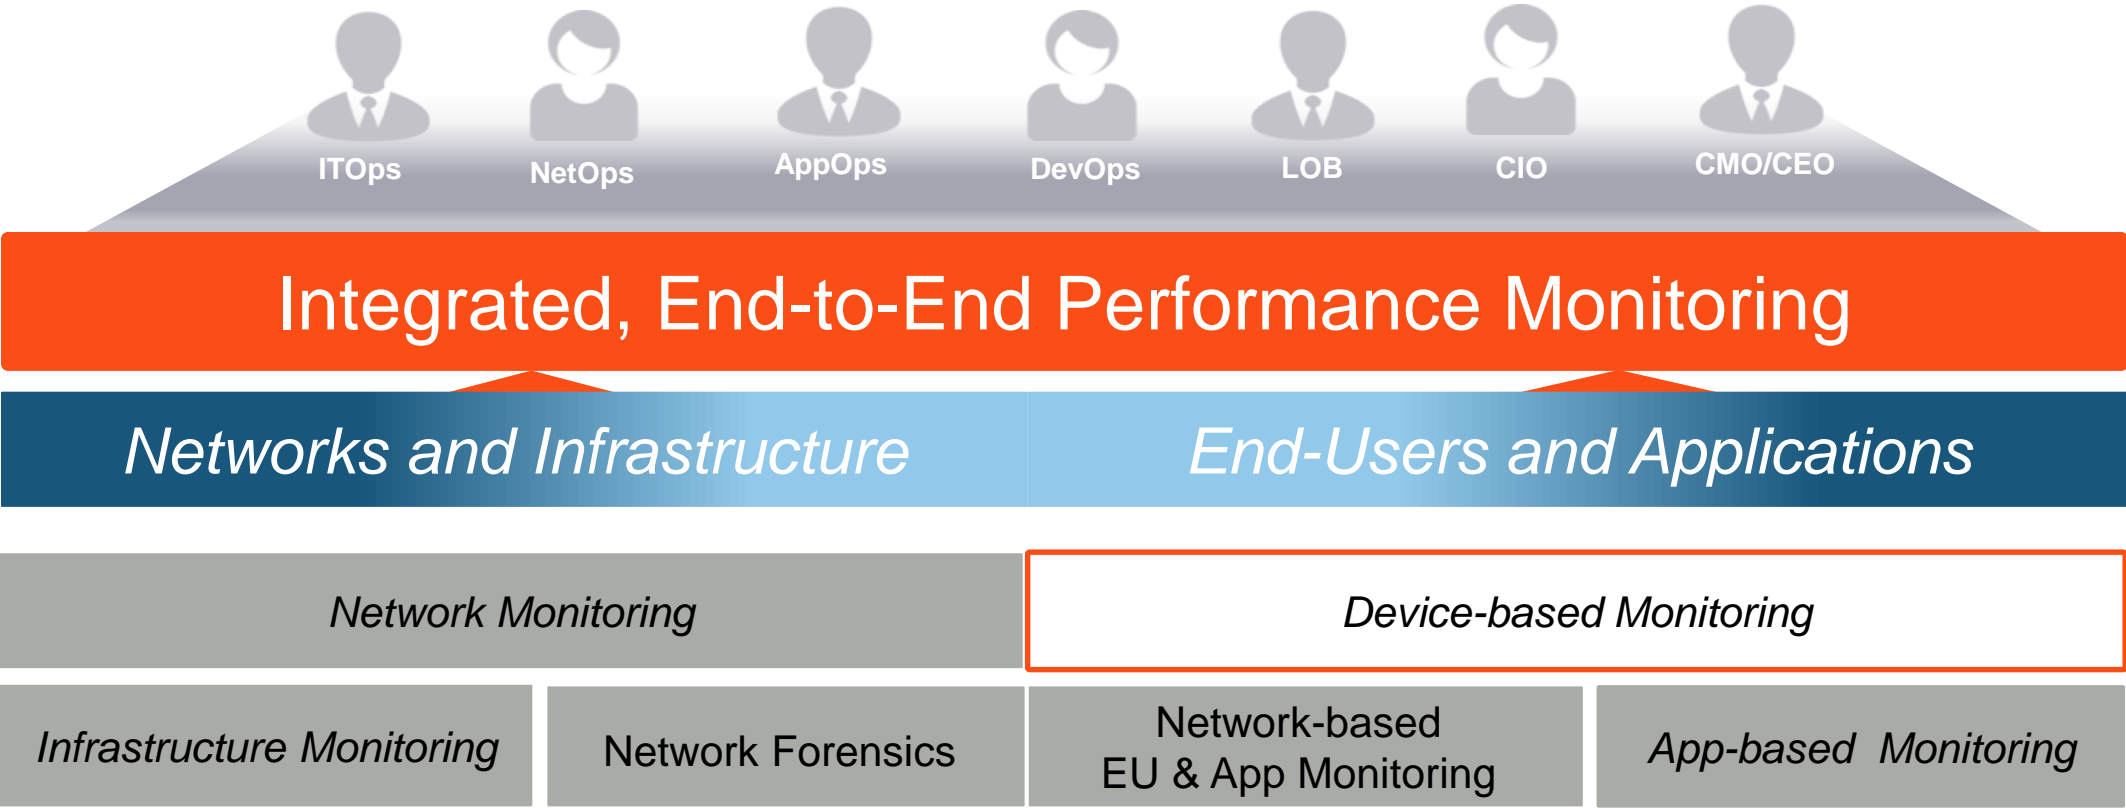 ITOps
NetOps
AppOps
DevOps
LOB
CIO
CMO/CEO
Integrated, End-to-End Performance Monitoring
Networks and Infrastructure
End-Users and Applications
Network Monitoring
Device-based Monitoring
Infrastructure Monitoring
Network Forensics
Network-based
EU & App Monitoring
App-based Monitoring